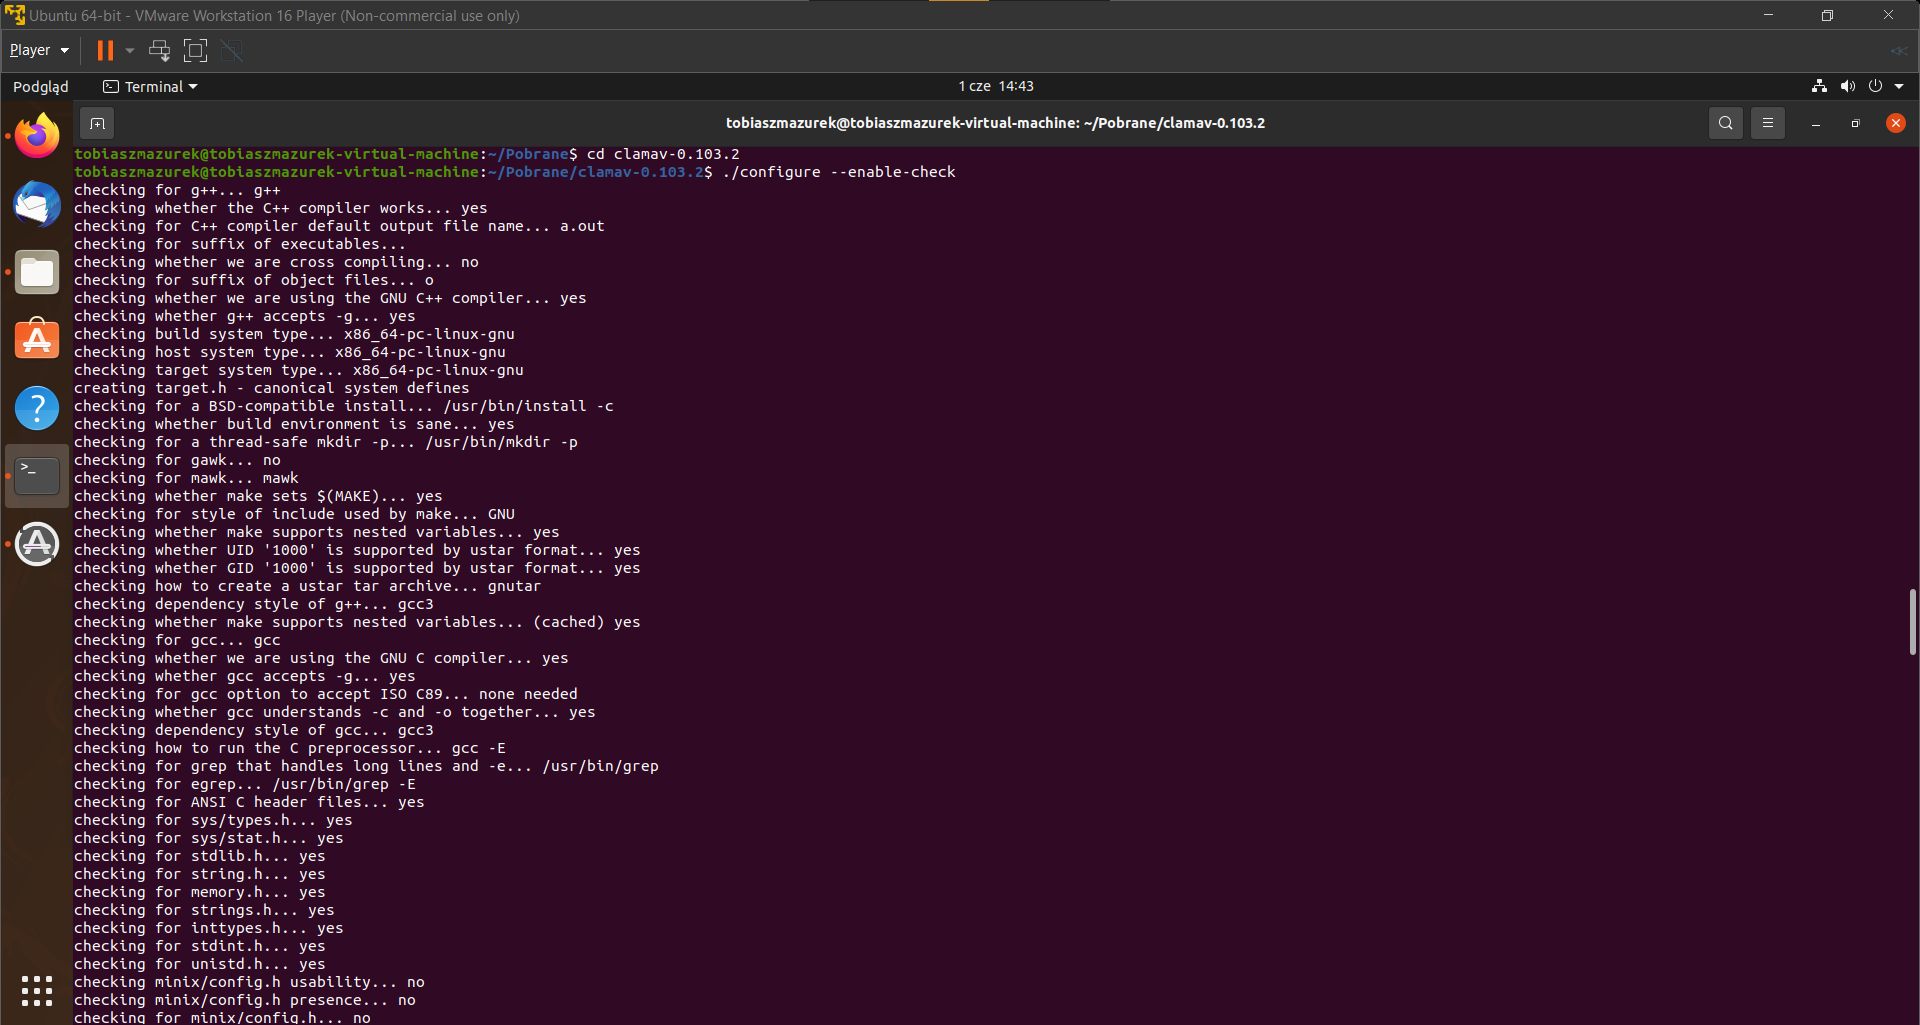 Ubuntu 64-bit - VMware Workstation 16 Player (Non-commercial use only)
Player
Podgląd Terminal 1 cze 14:43
tobiaszmazurek@tobiaszmazurek-virtual-machine: ~/Pobrane/clamav-0.103.2
tobiaszmazurek@tobiaszmazurek-virtual-machine:~/Pobrane$ cd clamav-0.103.2
tobiaszmazurek@tobiaszmazurek-virtual-machine:~/Pobrane/clamav-0.103.2$ ./configure --enable-check
checking for g++... g++
checking whether the C++ compiler works... yes
checking for C++ compiler default output file name... a.out
checking for suffix of executables...
checking whether we are cross compiling... no
checking for suffix of object files... o
checking whether we are using the GNU C++ compiler... yes
checking whether g++ accepts -g... yes
checking build system type... x86_64-pc-linux-gnu
checking host system type... x86_64-pc-linux-gnu
checking target system type... x86_64-pc-linux-gnu
creating target.h - canonical system defines
checking for a BSD-compatible install... /usr/bin/install -c
checking whether build environment is sane... yes
checking for a thread-safe mkdir -p... /usr/bin/mkdir -p
checking for gawk... no
checking for mawk... mawk
checking whether make sets $(MAKE)... yes
checking for style of include used by make... GNU
checking whether make supports nested variables... yes
checking whether UID '1000' is supported by ustar format... yes
checking whether GID '1000' is supported by ustar format... yes
checking how to create a ustar tar archive... gnutar
checking dependency style of g++... gcc3
checking whether make supports nested variables... (cached) yes
checking for gcc... gcc
checking whether we are using the GNU C compiler... yes
checking whether gcc accepts -g... yes
checking for gcc option to accept ISO C89... none needed
checking whether gcc understands -c and -o together... yes
checking dependency style of gcc... gcc3
checking how to run the C preprocessor... gcc -E
checking for grep that handles long lines and -e... /usr/bin/grep
checking for egrep... /usr/bin/grep -E
checking for ANSI C header files... yes
checking for sys/types.h... yes
checking for sys/stat.h... yes
checking for stdlib.h... yes
checking for string.h... yes
checking for memory.h... yes
checking for strings.h... yes
checking for inttypes.h... yes
checking for stdint.h... yes
checking for unistd.h... yes
checking minix/config.h usability... no
checking minix/config.h presence... no
checking for minix/config.h... no